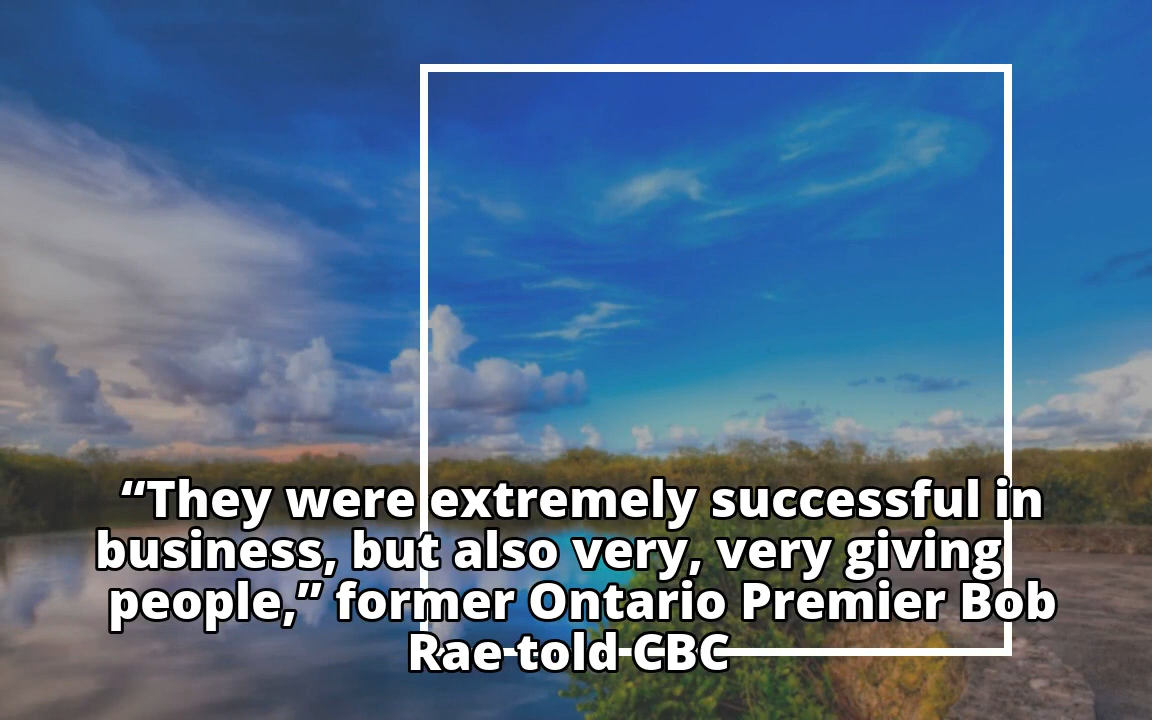 “They were extremely successful in
business, but also very, very giving
people,” former Ontario Premier Bob
Rae told CBC